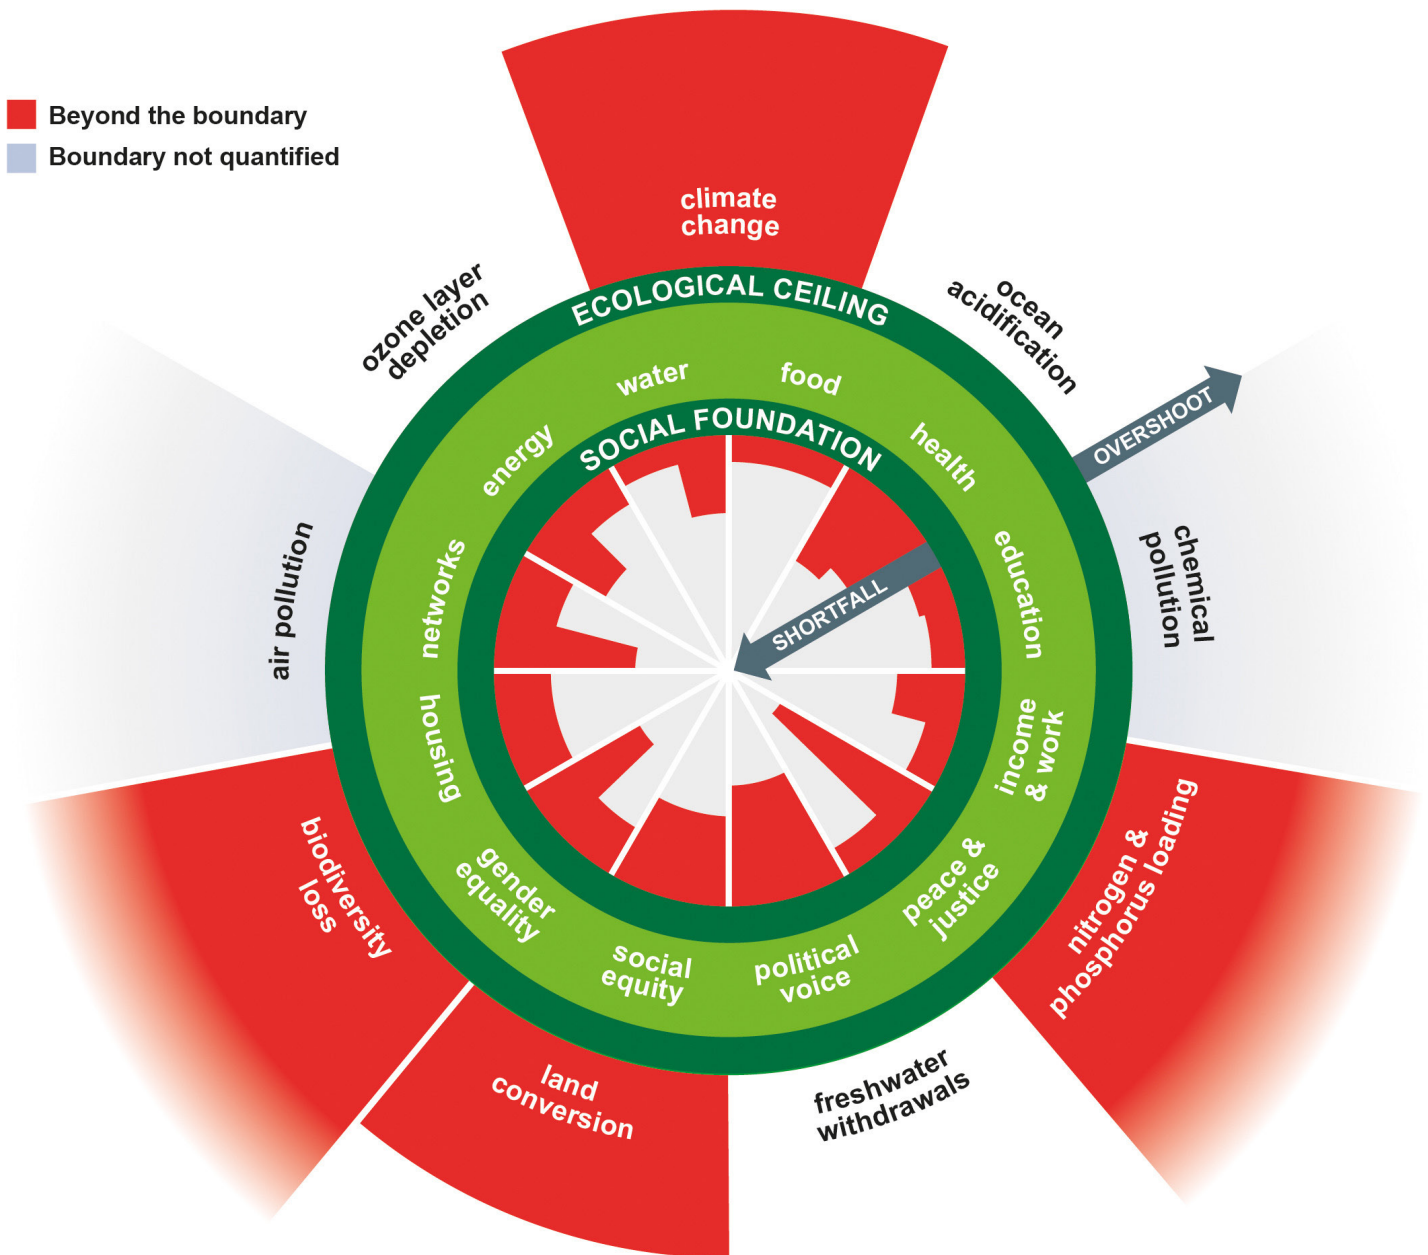 Beyond the boundary
Boundary not quantified
climate
change
ocean
acidification
OVERSHOOT
chemical
pollution
nitrogen &
phosphorus loading
freshwater
withdrawals
land
conversion
biodiversity
loss
air pollution
ozone layer
depletion
ECOLOGICAL CEILING
water
food
health
education
income
& work
peace &
justice
political
voice
social
equity
gender
equality
housing
networks
energy
SOCIAL FOUNDATION
SHORTFALL